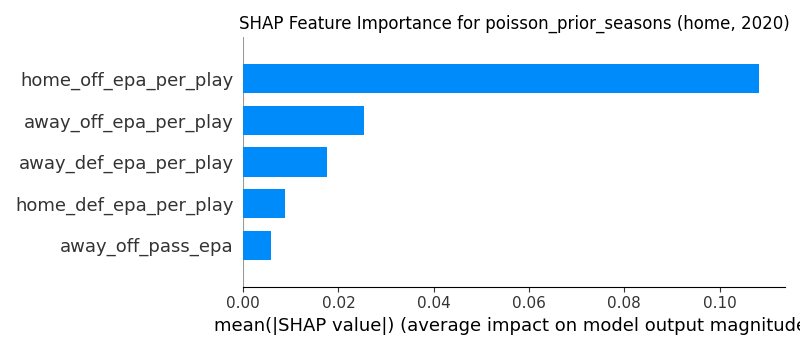 SHAP Feature Importance for poisson_prior_seasons (home, 2020)
home_off_epa_per_play
away_off_epa_per_play
away_def_epa_per_play
home_def_epa_per_play
away_off_pass_epa
0.00 0.02 0.04 0.06 0.08 0.10
mean(|SHAP value|) (average impact on model output magnitude